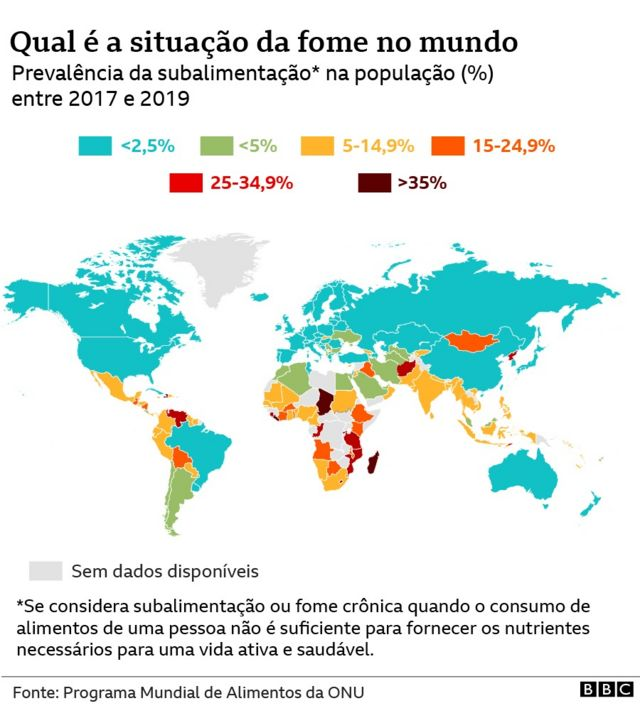 Qual é a situação da fome no mundo
Prevalência da subalimentação* na população (%)
entre 2017 e 2019
<2,5% <5% 5-14,9% 15-24,9%
25-34,9% >35%
Sem dados disponíveis
*Se considera subalimentação ou fome crônica quando o consumo de
alimentos de uma pessoa não é suficiente para fornecer os nutrientes
necessários para uma vida ativa e saudável.
Fonte: Programa Mundial de Alimentos da ONU
BBC